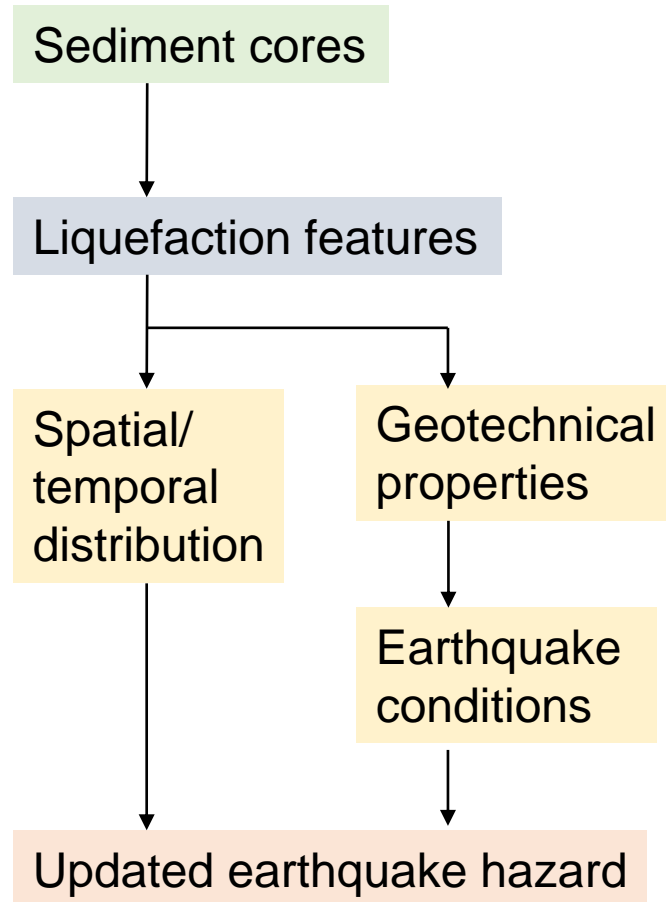 Sediment cores
Liquefaction features
Spatial/
temporal
distribution
Geotechnical
properties
Earthquake
conditions
Updated earthquake hazard